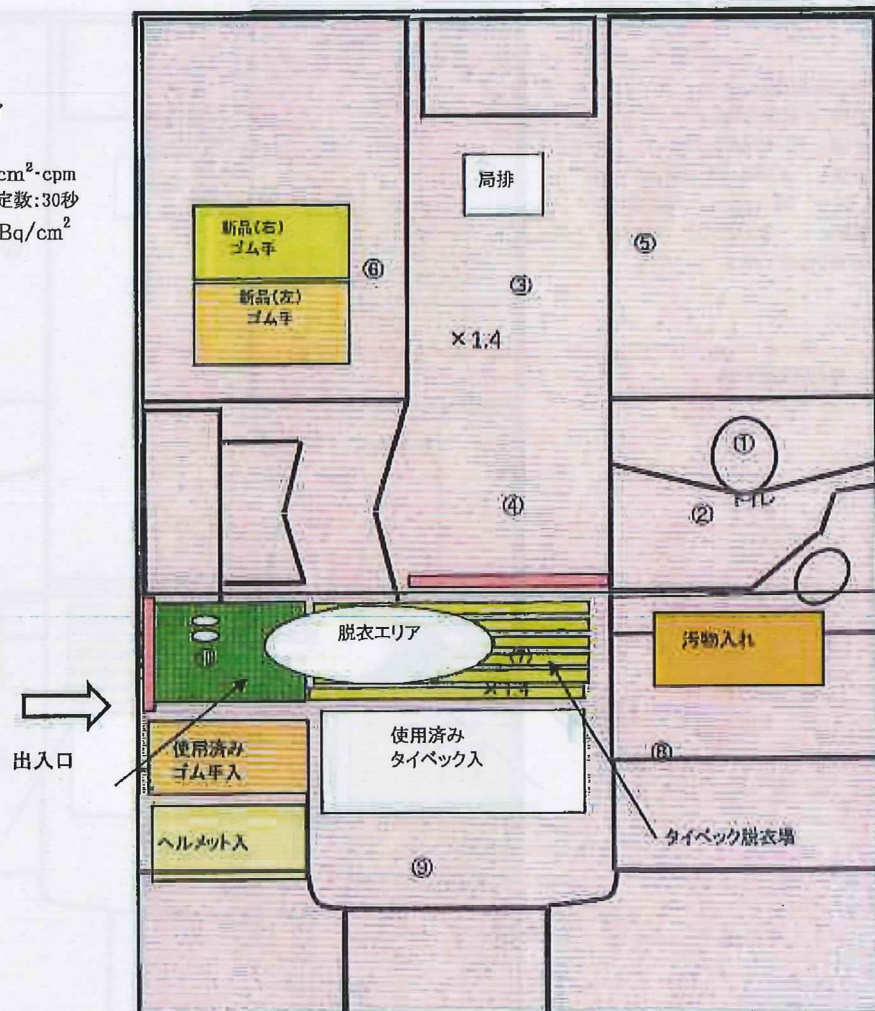 cm²·cpm
定数:30秒
Bq/cm²
局排
新品(右)
ゴム手
⑥
⑤
③
新品(左)
ゴム手
×1.4
①
トイレ
④
②
脱衣エリア
⑩
⑦
×1.4
汚物入れ
出入口
使用済み
ゴム手入
使用済み
タイベック入
⑧
ヘルメット入
タイベック脱衣場
⑨